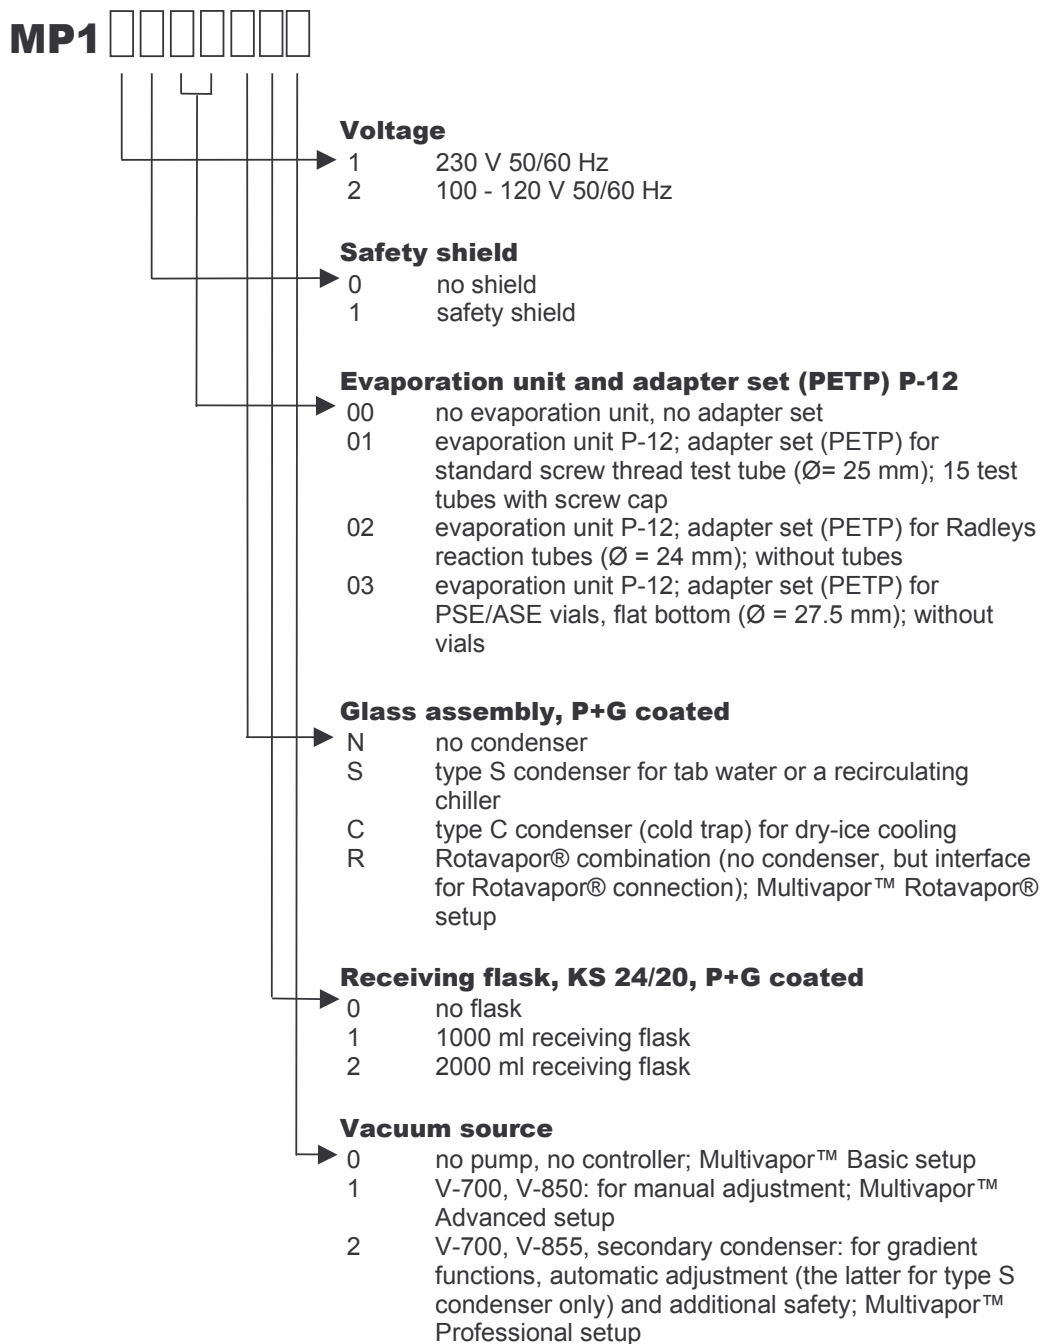 MP1
Voltage
1 230 V 50/60 Hz
2 100 - 120 V 50/60 Hz
Safety shield
0 no shield
1 safety shield
Evaporation unit and adapter set (PETP) P-12
00 no evaporation unit, no adapter set
01 evaporation unit P-12; adapter set (PETP) for
standard screw thread test tube (Ø= 25 mm); 15 test
tubes with screw cap
02 evaporation unit P-12; adapter set (PETP) for Radleys
reaction tubes (Ø = 24 mm); without tubes
03 evaporation unit P-12; adapter set (PETP) for
PSE/ASE vials, flat bottom (Ø = 27.5 mm); without
vials
Glass assembly, P+G coated
N no condenser
S type S condenser for tab water or a recirculating
chiller
C type C condenser (cold trap) for dry-ice cooling
R Rotavapor® combination (no condenser, but interface
for Rotavapor® connection); Multivapor™ Rotavapor®
setup
Receiving flask, KS 24/20, P+G coated
0 no flask
1 1000 ml receiving flask
2 2000 ml receiving flask
Vacuum source
0 no pump, no controller; Multivapor™ Basic setup
1 V-700, V-850: for manual adjustment; Multivapor™
Advanced setup
2 V-700, V-855, secondary condenser: for gradient
functions, automatic adjustment (the latter for type S
condenser only) and additional safety; Multivapor™
Professional setup